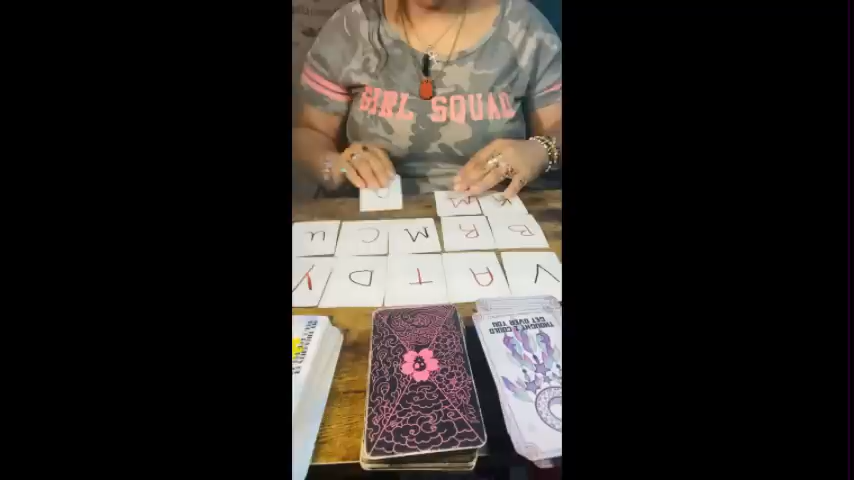 GIRL SQUAD
M
U C M R B
Y D T A V
THOUGHT I COULD
GET OVER YOU